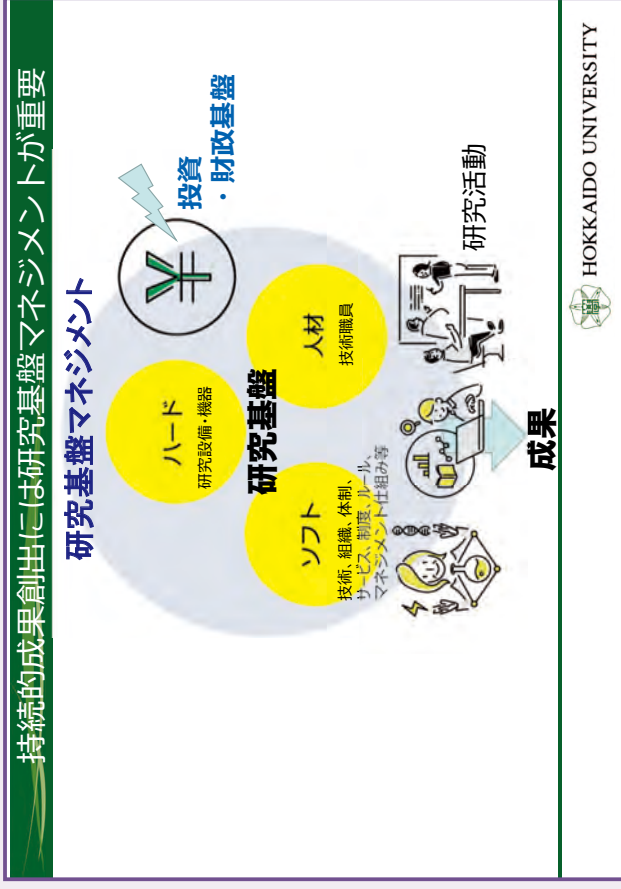 持続的成果創出には研究基盤マネジメントが重要
研究基盤マネジメント
¥
投資
・財政基盤
ハード
研究設備・機器
研究基盤
ソフト
技術、組織、体制、
サービス、制度、ルール、
マネジメント仕組み等
人材
技術職員
研究活動
成果
HOKKAIDO UNIVERSITY